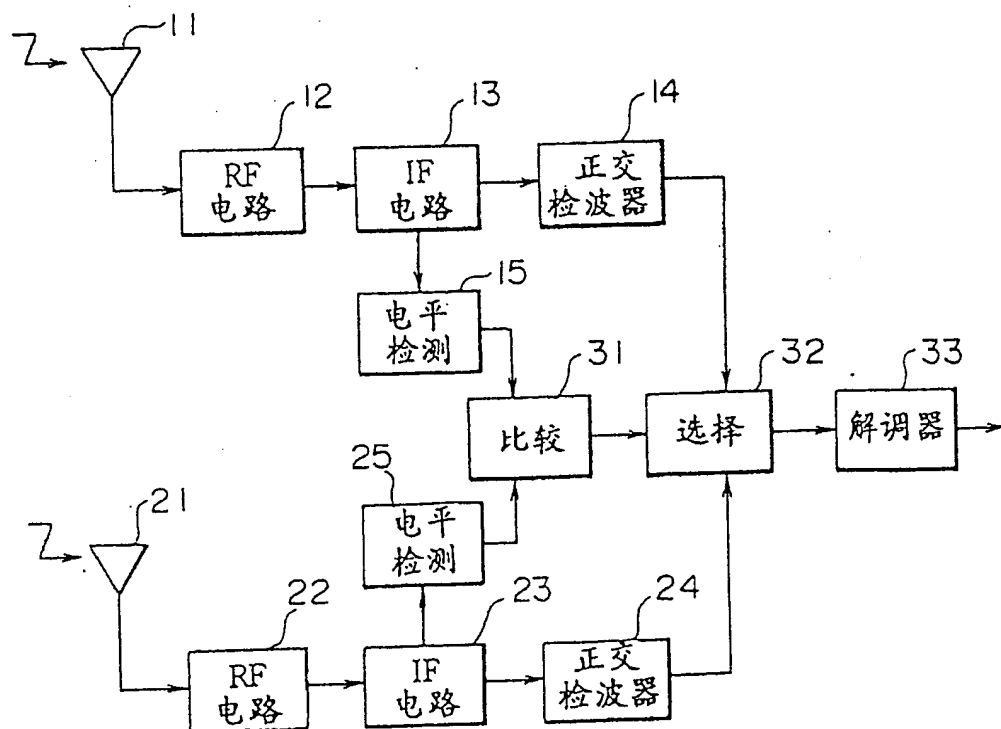 11
12
13
14
RF
电路
IF
电路
正交
检波器
15
电平
检测
31
32
33
比较
选择
解调器
25
电平
检测
21
22
23
24
RF
电路
IF
电路
正交
检波器